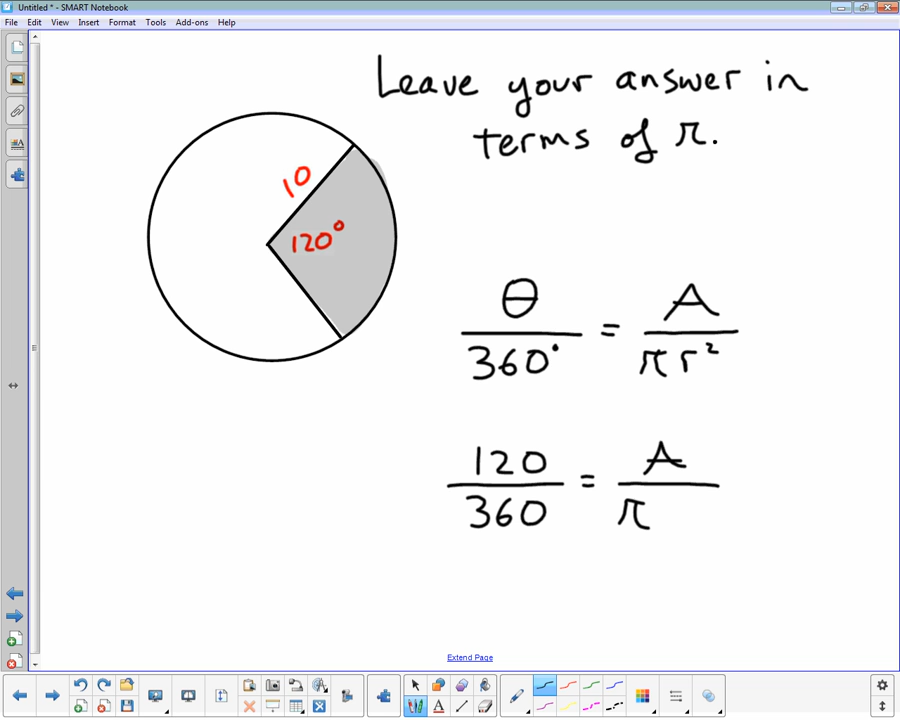 Untitled * - SMART Notebook
File Edit View Insert Format Tools Add-ons Help
Leave your answer in
terms of π.
10
120°
θ/360° = A/πr²
120/360 = A/π
Extend Page